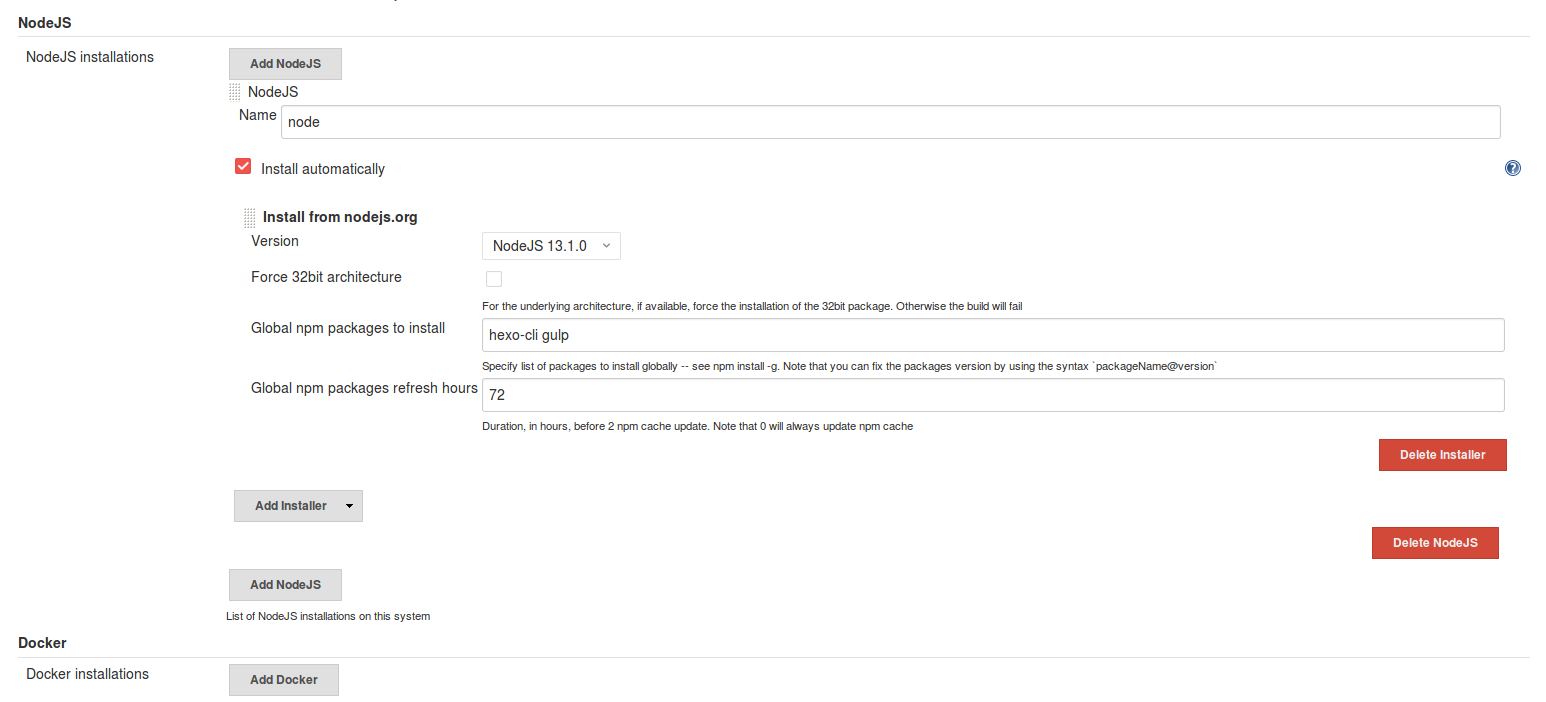 NodeJS
NodeJS installations
Add NodeJS
NodeJS
Name
node
Install automatically
Install from nodejs.org
Version
NodeJS 13.1.0
Force 32bit architecture
For the underlying architecture, if available, force the installation of the 32bit package. Otherwise the build will fail
Global npm packages to install
hexo-cli gulp
Specify list of packages to install globally -- see npm install -g. Note that you can fix the packages version by using the syntax `packageName@version`
Global npm packages refresh hours
72
Duration, in hours, before 2 npm cache update. Note that 0 will always update npm cache
Delete Installer
Add Installer
Delete NodeJS
Add NodeJS
List of NodeJS installations on this system
Docker
Docker installations
Add Docker